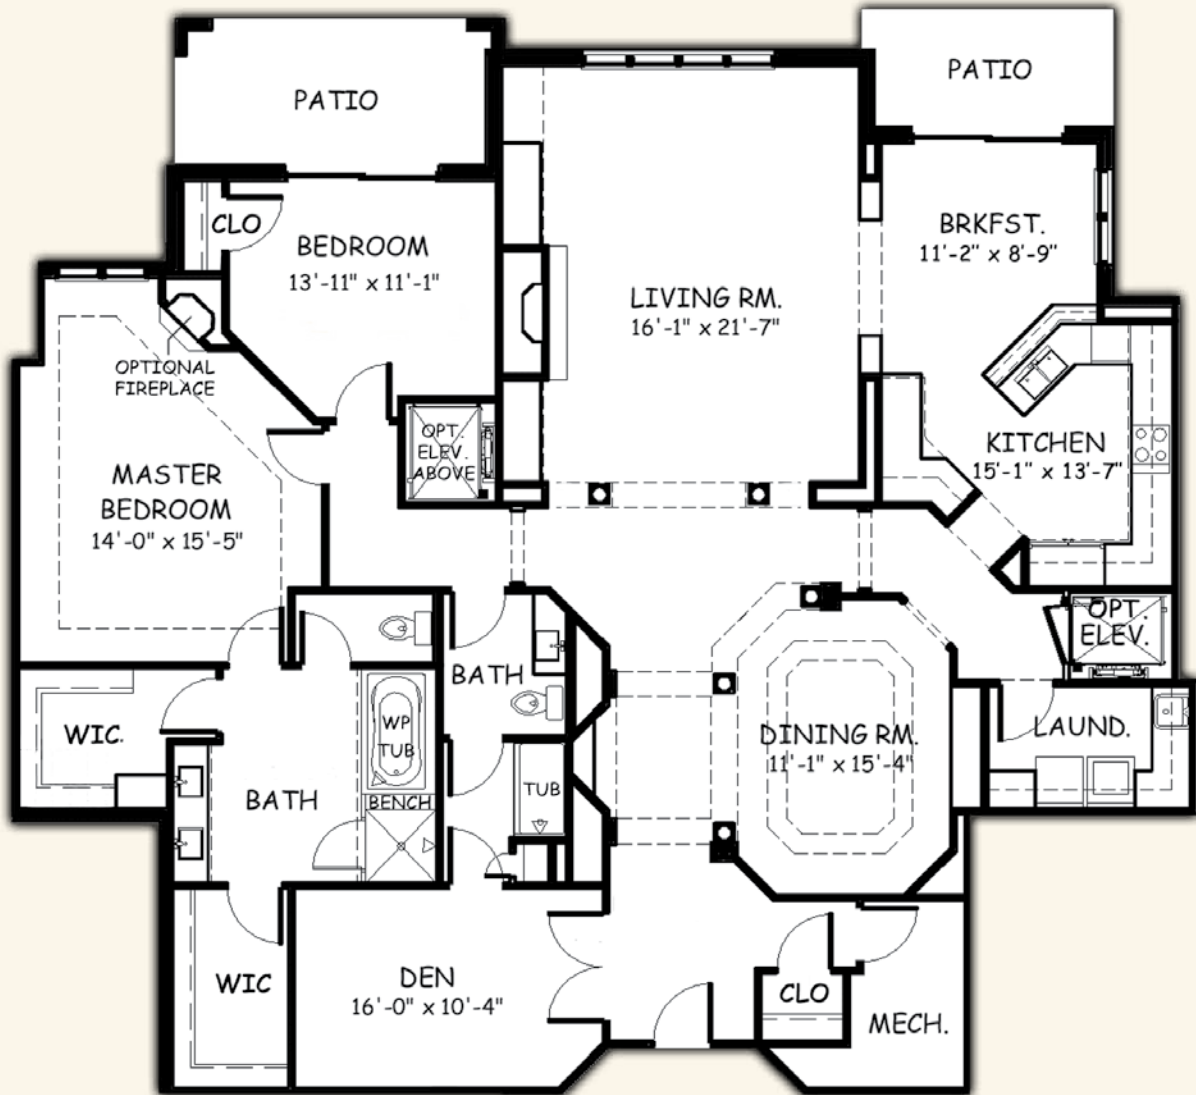 PATIO
PATIO
CLO
BEDROOM
13'-11" x 11'-1"
BRKFST.
11'-2" x 8'-9"
LIVING RM.
16'-1" x 21'-7"
OPTIONAL
FIREPLACE
OPT.
ELEV.
ABOVE
KITCHEN
15'-1" x 13'-7"
MASTER
BEDROOM
14'-0" x 15'-5"
OPT.
ELEV.
BATH
WIC.
WP
TUB
DINING RM.
11'-1" x 15'-4"
LAUND.
BATH
BENCH
TUB
WIC
DEN
16'-0" x 10'-4"
CLO
MECH.